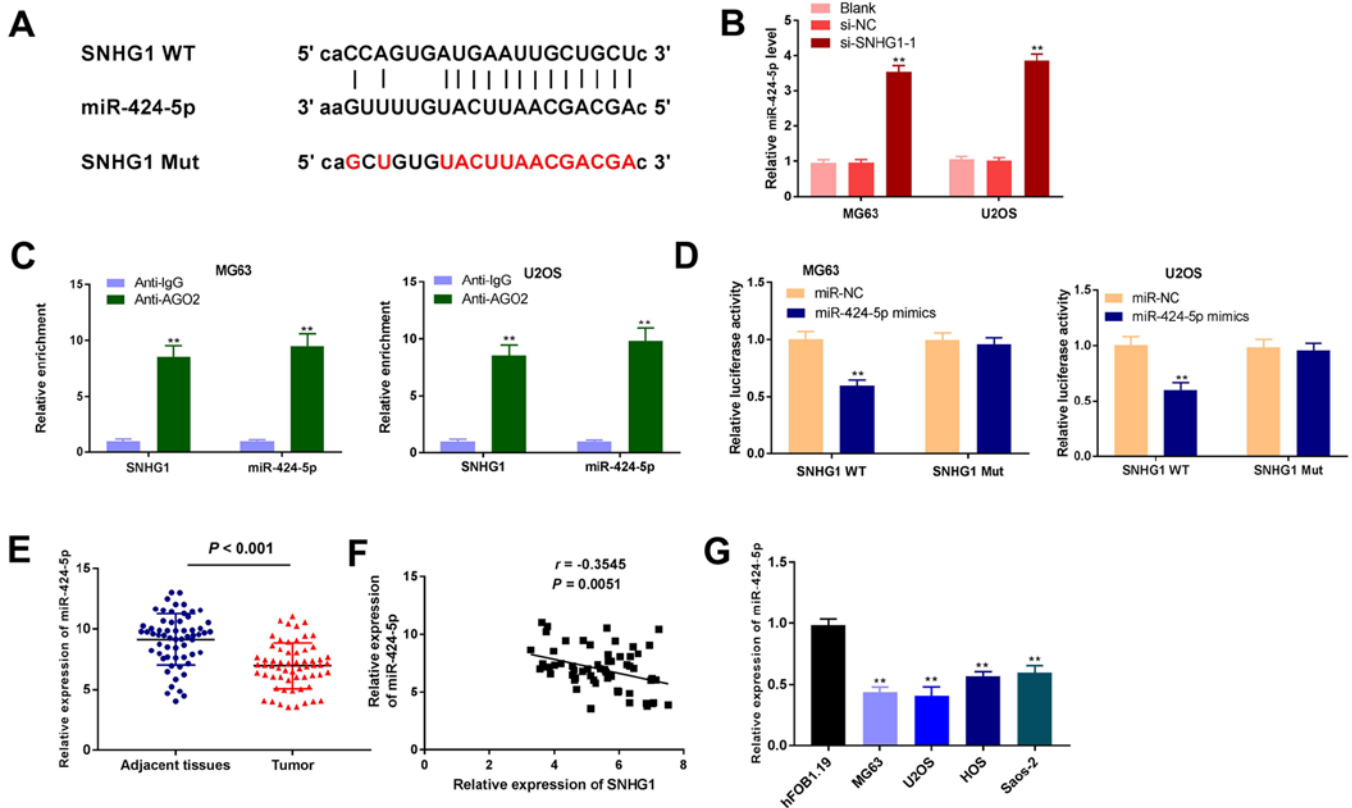 A
SNHG1 WT 5' caCCAGUGAUGAAUUGCUGCUc 3'
miR-424-5p 3' aaGUUUUGUACUUAACGACGAc 5'
SNHG1 Mut 5' caGCUGUGUACUUAACGACGAc 3'
B
Blank
si-NC
si-SNHG1-1
Relative miR-424-5p level
5
4
3
2
1
0
**
**
MG63 U2OS
C
MG63
Anti-IgG
Anti-AGO2
Relative enrichment
15
10
5
0
**
**
SNHG1 miR-424-5p
U2OS
Anti-IgG
Anti-AGO2
Relative enrichment
15
10
5
0
**
**
SNHG1 miR-424-5p
D
MG63
miR-NC
miR-424-5p mimics
Relative luciferase activity
1.5
1.0
0.5
0.0
**
SNHG1 WT SNHG1 Mut
U2OS
miR-NC
miR-424-5p mimics
Relative luciferase activity
1.5
1.0
0.5
0.0
**
SNHG1 WT SNHG1 Mut
E
P < 0.001
Relative expression of miR-424-5p
15
10
5
0
Adjacent tissues Tumor
F
r = -0.3545
P = 0.0051
Relative expression
of miR-424-5p
15
10
5
0
0 2 4 6 8
Relative expression of SNHG1
G
Relative expression of miR-424-5p
1.5
1.0
0.5
0.0
**
**
**
**
hFOB1.19 MG63 U2OS HOS Saos-2